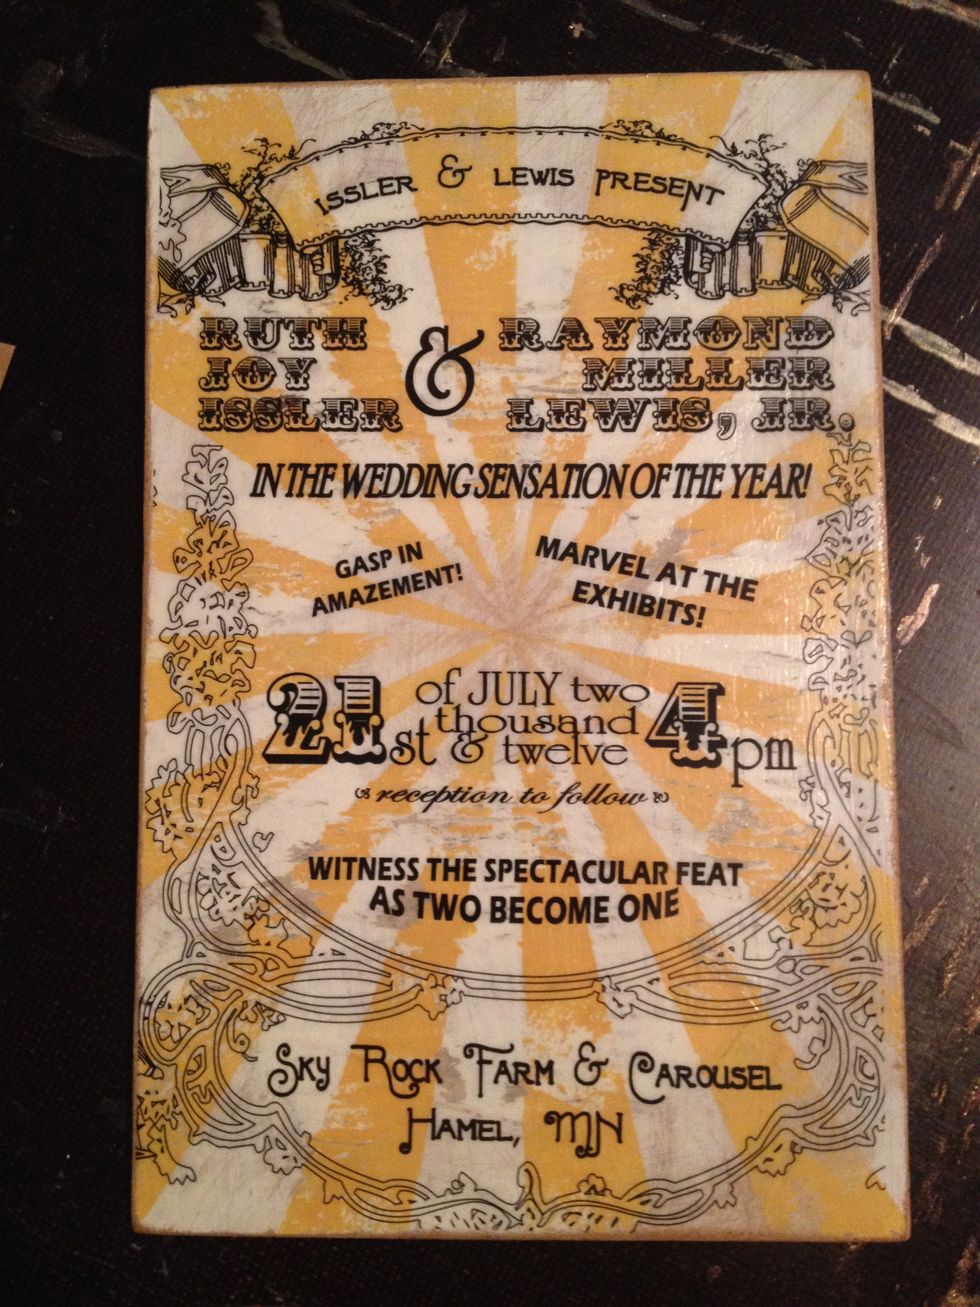 ISSLER & LEWIS PRESENT
RUTH JOY ISSLER
&
RAYMOND MILLER LEWIS, JR.
IN THE WEDDING SENSATION OF THE YEAR!
GASP IN
AMAZEMENT!
MARVEL AT THE
EXHIBITS!
21st of JULY two
thousand
& twelve
4pm
reception to follow
WITNESS THE SPECTACULAR FEAT
AS TWO BECOME ONE
SKY ROCK FARM & CAROUSEL
HAMEL, MN